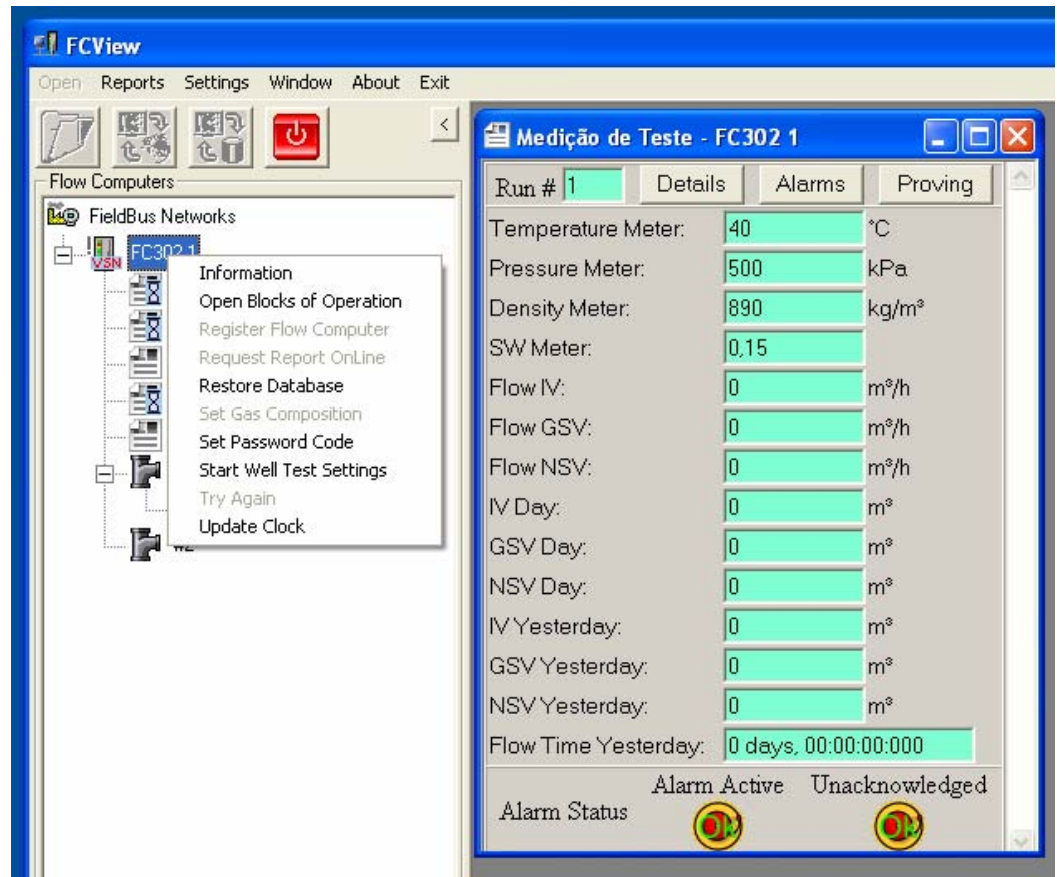 FCView
Open Reports Settings Window About Exit
<
Flow Computers
FieldBus Networks
FC302 1
VSN
Information
Open Blocks of Operation
Register Flow Computer
Request Report OnLine
Restore Database
Set Gas Composition
Set Password Code
Start Well Test Settings
Try Again
Update Clock
Medição de Teste - FC302 1
Run # 1 Details Alarms Proving
Temperature Meter: 40 °C
Pressure Meter: 500 kPa
Density Meter: 890 kg/m³
SW Meter: 0,15
Flow IV: 0 m³/h
Flow GSV: 0 m³/h
Flow NSV: 0 m³/h
IV Day: 0 m³
GSV Day: 0 m³
NSV Day: 0 m³
IV Yesterday: 0 m³
GSV Yesterday: 0 m³
NSV Yesterday: 0 m³
Flow Time Yesterday: 0 days, 00:00:00:000
Alarm Active Unacknowledged
Alarm Status
Ok Ok